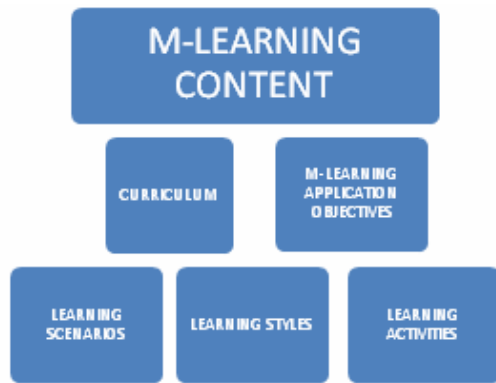 M-LEARNING
CONTENT
CURRICULUM
M-LEARNING
APPLICATION
OBJECTIVES
LEARNING
SCENARIOS
LEARNING STYLES
LEARNING
ACTIVITIES